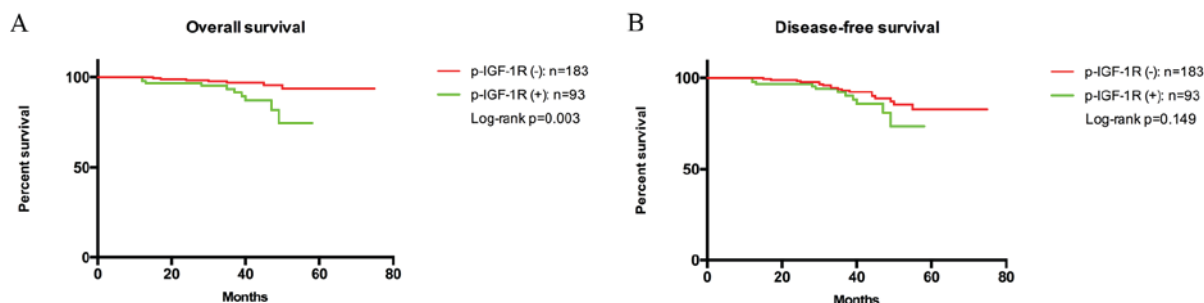 A
Overall survival
100
50
0
0 20 40 60 80
Percent survival
Months
p-IGF-1R (-): n=183
p-IGF-1R (+): n=93
Log-rank p=0.003
B
Disease-free survival
100
50
0
0 20 40 60 80
Percent survival
Months
p-IGF-1R (-): n=183
p-IGF-1R (+): n=93
Log-rank p=0.149